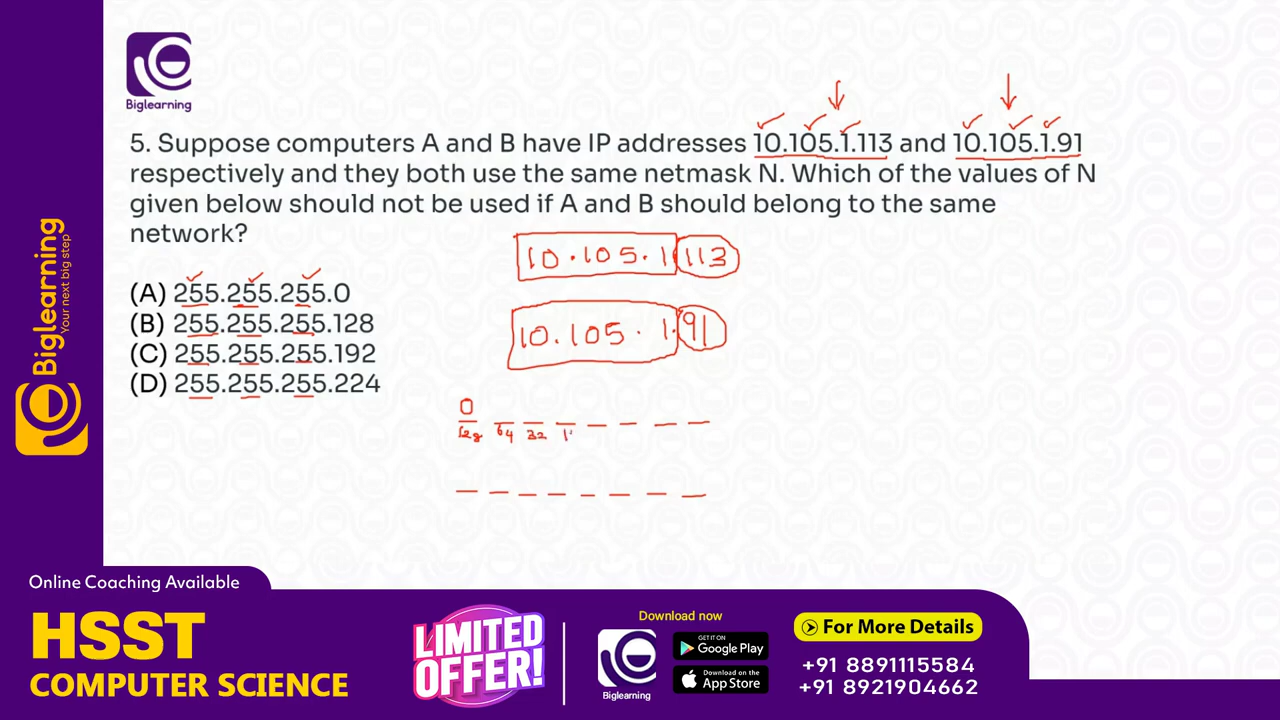 Biglearning
5. Suppose computers A and B have IP addresses 10.105.1.113 and 10.105.1.91
respectively and they both use the same netmask N. Which of the values of N
given below should not be used if A and B should belong to the same
network?
10.105.1.113
10.105.1.91
(A) 255.255.255.0
(B) 255.255.255.128
(C) 255.255.255.192
(D) 255.255.255.224
0
128 64 32 1
Biglearning
Your next big step
Online Coaching Available
HSST
COMPUTER SCIENCE
LIMITED
OFFER!
Download now
Biglearning
GET IT ON
Google Play
Download on the
App Store
For More Details
+91 8891115584
+91 8921904662